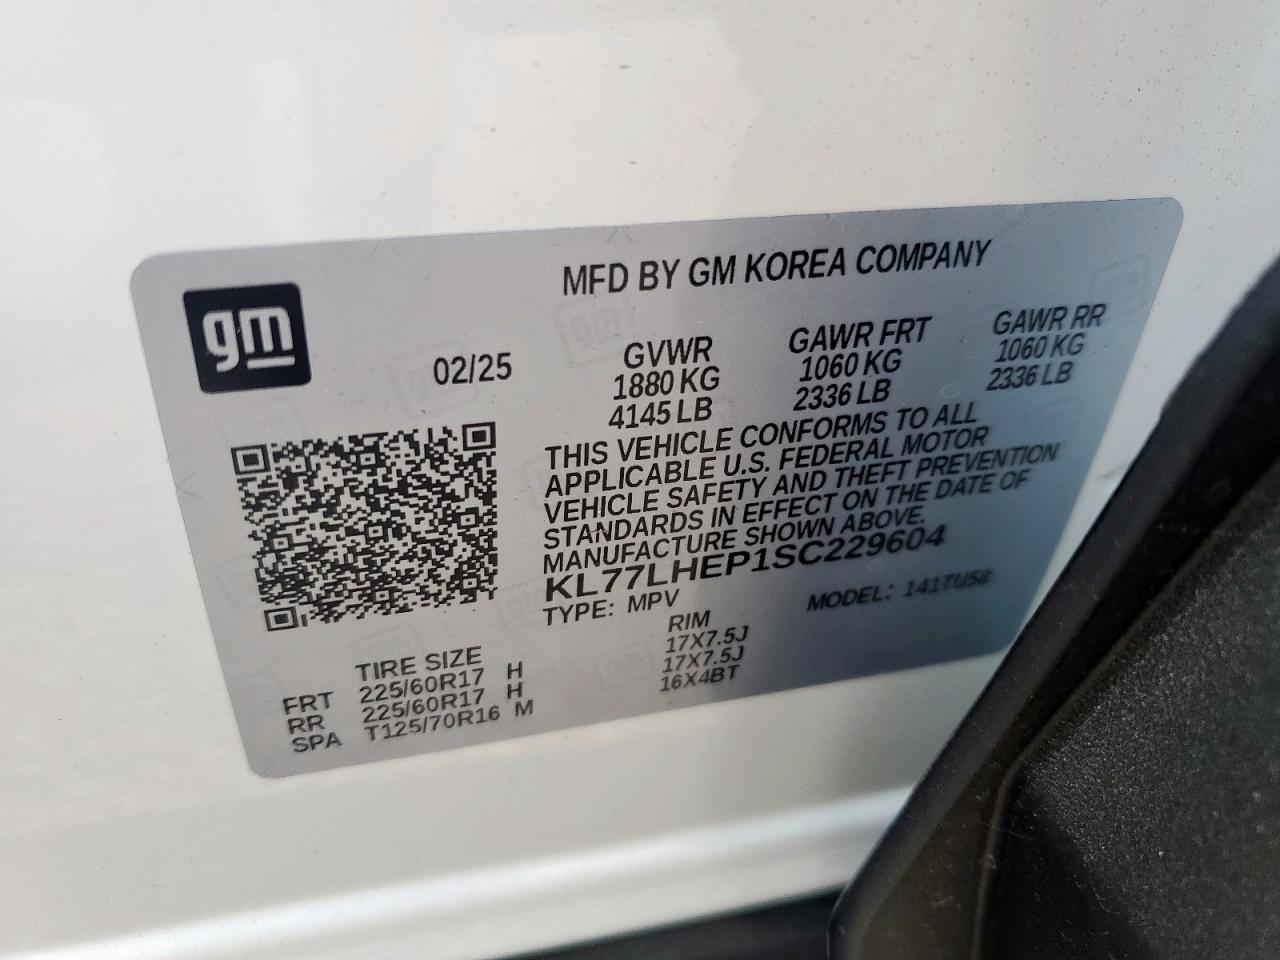 gm
MFD BY GM KOREA COMPANY
02/25
GVWR
1880 KG
4145 LB
GAWR FRT
1060 KG
2336 LB
GAWR RR
1060 KG
2336 LB
THIS VEHICLE CONFORMS TO ALL
APPLICABLE U.S. FEDERAL MOTOR
VEHICLE SAFETY AND THEFT PREVENTION
STANDARDS IN EFFECT ON THE DATE OF
MANUFACTURE SHOWN ABOVE.
KL77LHEP1SC229604
TYPE: MPV
MODEL: 141TU58
TIRE SIZE
RIM
FRT 225/60R17 H 17X7.5J
RR 225/60R17 H 17X7.5J
SPA T125/70R16 M 16X4BT